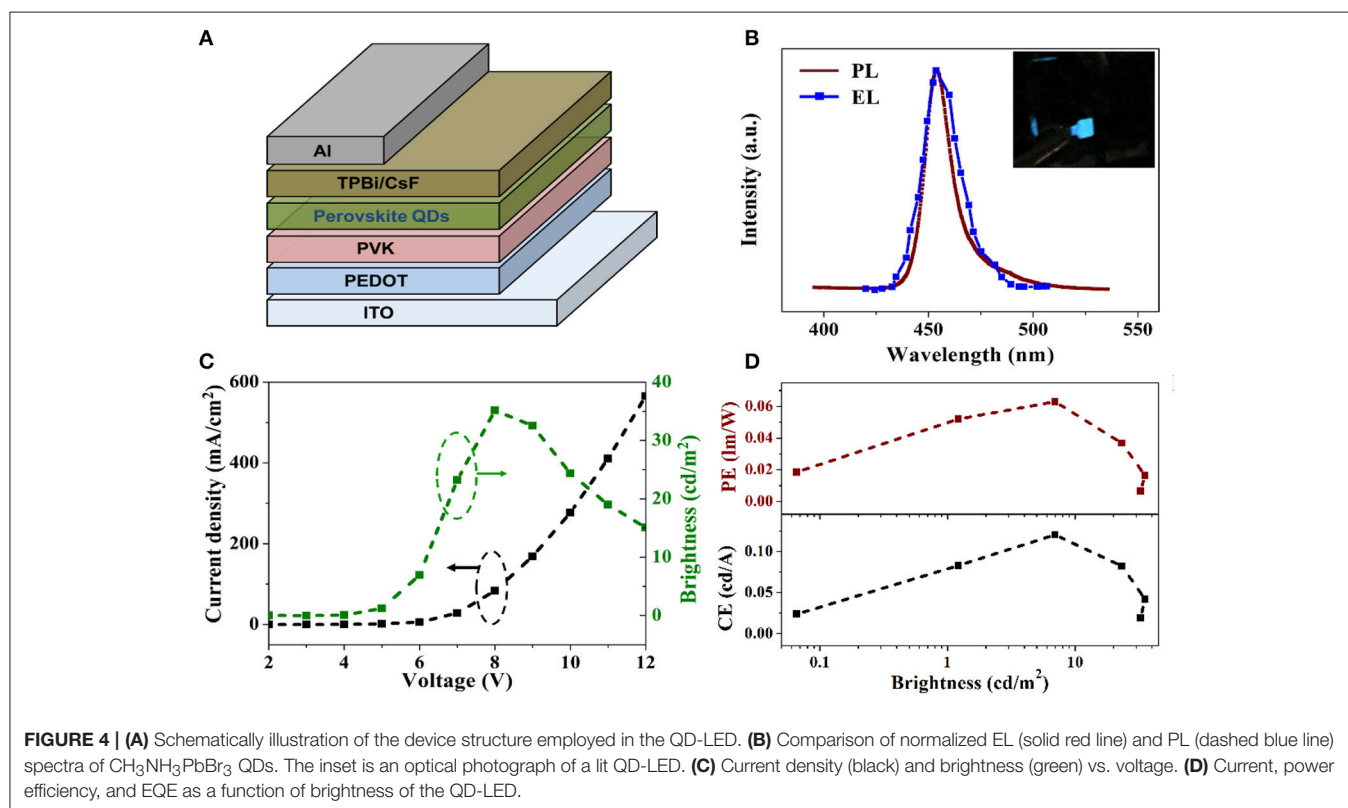 A
Al
TPBi/CsF
Perovskite QDs
PVK
PEDOT
ITO
B
PL
EL
Intensity (a.u.)
400 450 500 550
Wavelength (nm)
C
600
400
200
0
Current density (mA/cm²)
40
30
20
10
0
Brightness (cd/m²)
2 4 6 8 10 12
Voltage (V)
D
0.06
0.04
0.02
0.00
PE (lm/W)
0.10
0.05
0.00
CE (cd/A)
0.1 1 10
Brightness (cd/m²)
FIGURE 4 | (A) Schematically illustration of the device structure employed in the QD-LED. (B) Comparison of normalized EL (solid red line) and PL (dashed blue line)
spectra of CH₃NH₃PbBr₃ QDs. The inset is an optical photograph of a lit QD-LED. (C) Current density (black) and brightness (green) vs. voltage. (D) Current, power
efficiency, and EQE as a function of brightness of the QD-LED.